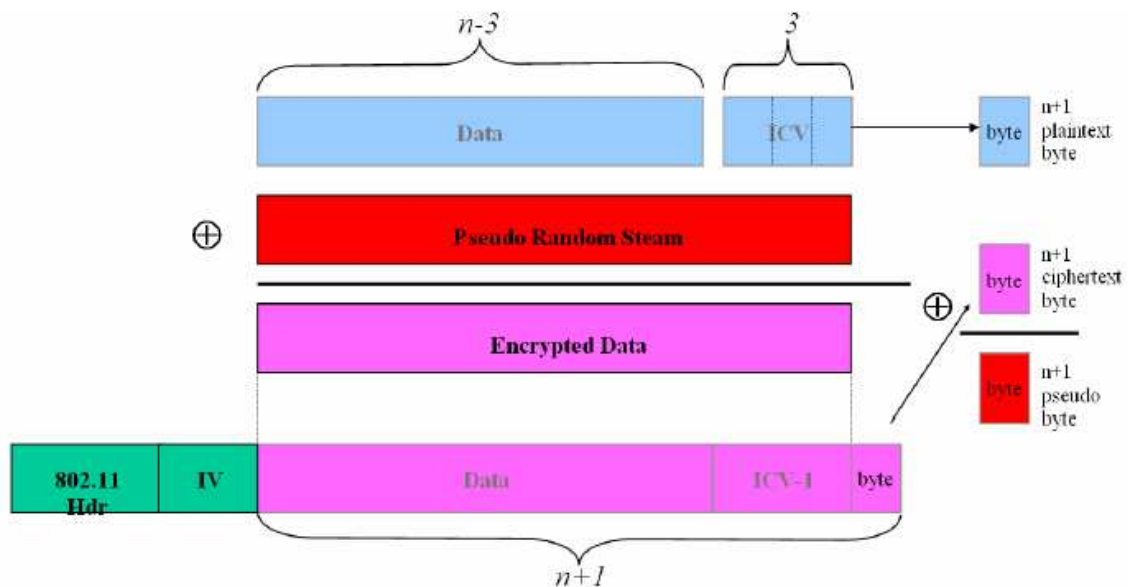 n-3
3
Data
ICV
byte
n+1
plaintext
byte
Pseudo Random Steam
byte
n+1
ciphertext
byte
Encrypted Data
byte
n+1
pseudo
byte
802.11
Hdr
IV
Data
ICV-1
byte
n+1